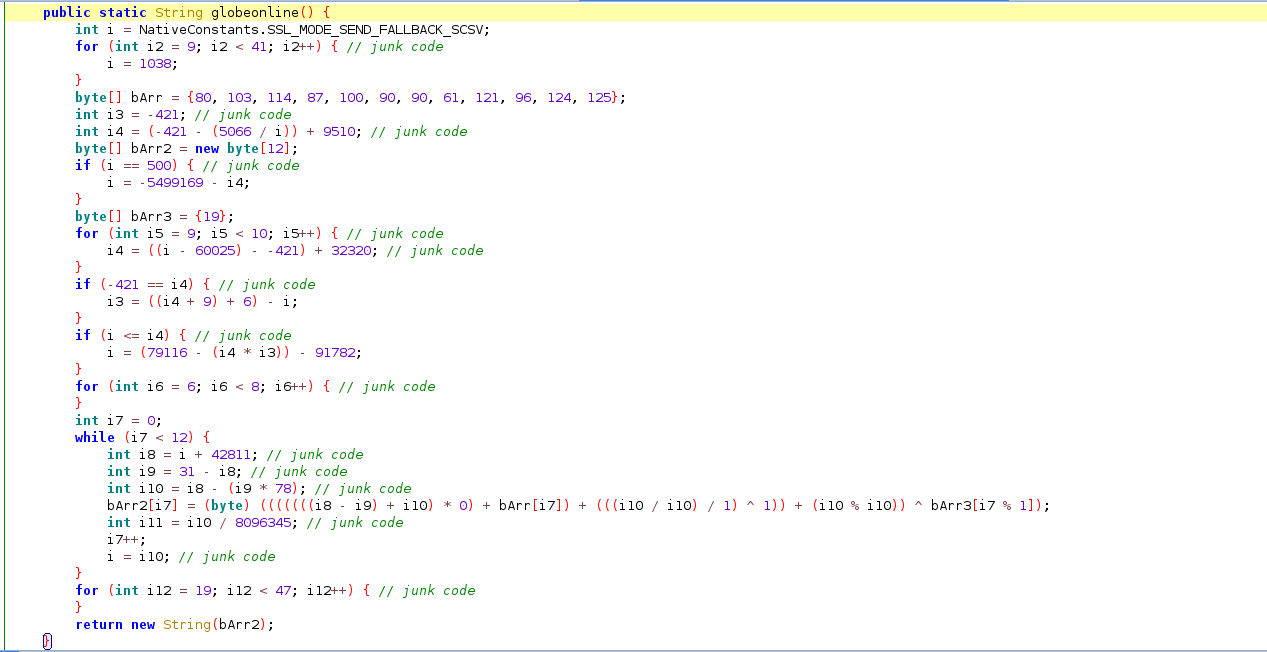 public static String globeonline() {
int i = NativeConstants.SSL_MODE_SEND_FALLBACK_SCSV;
for (int i2 = 9; i2 < 41; i2++) { // junk code
i = 1038;
}
byte[] bArr = {80, 103, 114, 87, 100, 90, 90, 61, 121, 96, 124, 125};
int i3 = -421; // junk code
int i4 = (-421 - (5066 / i)) + 9510; // junk code
byte[] bArr2 = new byte[12];
if (i == 500) { // junk code
i = -5499169 - i4;
}
byte[] bArr3 = {19};
for (int i5 = 9; i5 < 10; i5++) { // junk code
i4 = ((i - 60025) - -421) + 32320; // junk code
}
if (-421 == i4) { // junk code
i3 = ((i4 + 9) + 6) - i;
}
if (i <= i4) { // junk code
i = (79116 - (i4 * i3)) - 91782;
}
for (int i6 = 6; i6 < 8; i6++) { // junk code
}
int i7 = 0;
while (i7 < 12) {
int i8 = i + 42811; // junk code
int i9 = 31 - i8; // junk code
int i10 = i8 - (i9 * 78); // junk code
bArr2[i7] = (byte) (((((((i8 - i9) + i10) * 0) + bArr[i7]) + (((i10 / i10) / 1) ^ 1)) + (i10 % i10)) ^ bArr3[i7 % 1]);
int i11 = i10 / 8096345; // junk code
i7++;
i = i10; // junk code
}
for (int i12 = 19; i12 < 47; i12++) { // junk code
}
return new String(bArr2);
}